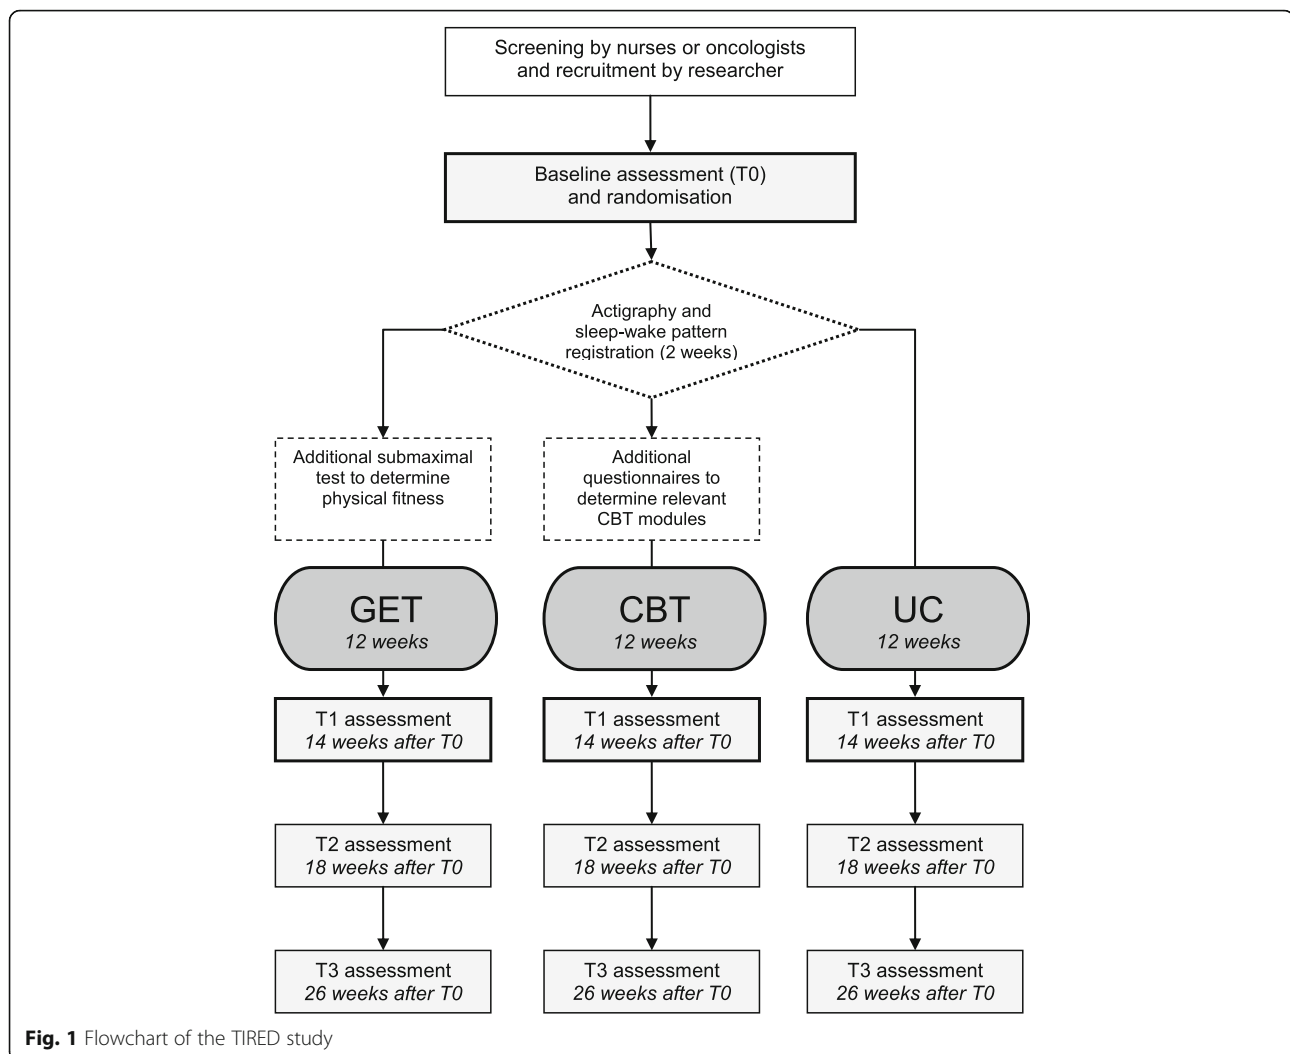 Screening by nurses or oncologists
and recruitment by researcher
Baseline assessment (T0)
and randomisation
Actigraphy and
sleep-wake pattern
registration (2 weeks)
Additional submaximal
test to determine
physical fitness
Additional
questionnaires to
determine relevant
CBT modules
GET
12 weeks
CBT
12 weeks
UC
12 weeks
T1 assessment
14 weeks after T0
T1 assessment
14 weeks after T0
T1 assessment
14 weeks after T0
T2 assessment
18 weeks after T0
T2 assessment
18 weeks after T0
T2 assessment
18 weeks after T0
T3 assessment
26 weeks after T0
T3 assessment
26 weeks after T0
T3 assessment
26 weeks after T0
Fig. 1 Flowchart of the TIRED study